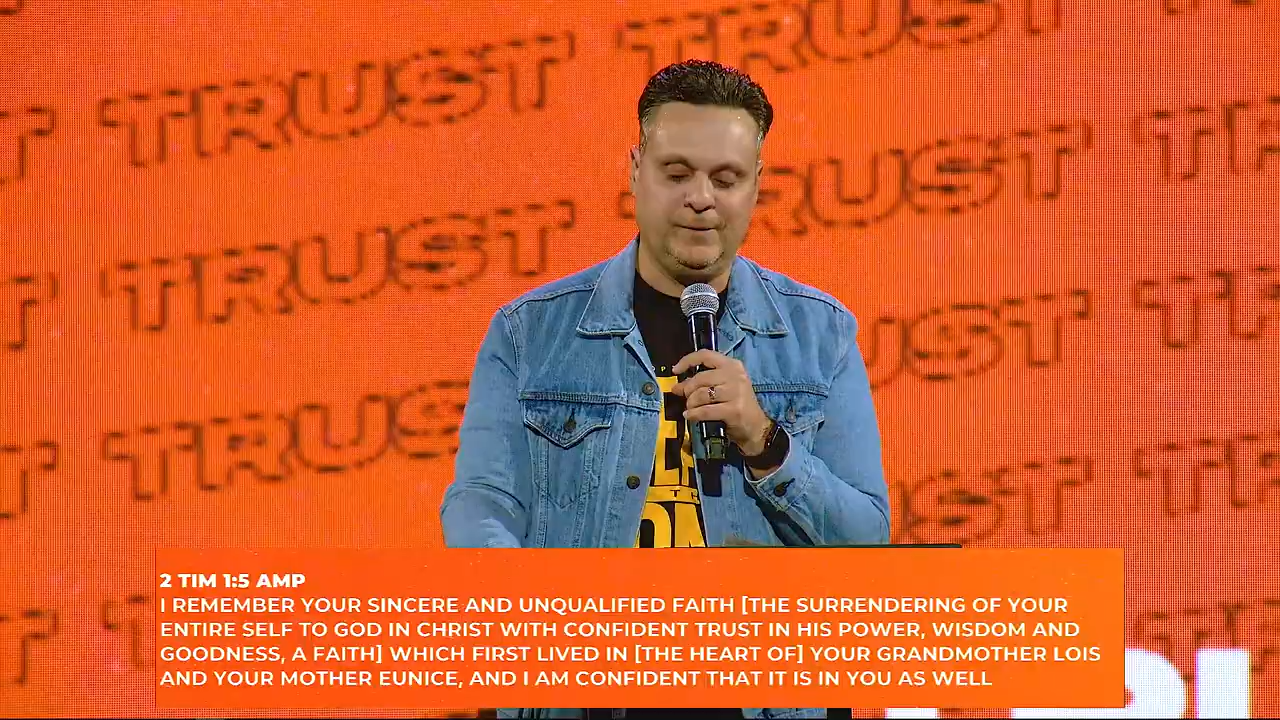 TRUST TRUST
TRUST TRUST
TRUST TRUST
TRUST
2 TIM 1:5 AMP
I REMEMBER YOUR SINCERE AND UNQUALIFIED FAITH [THE SURRENDERING OF YOUR
ENTIRE SELF TO GOD IN CHRIST WITH CONFIDENT TRUST IN HIS POWER, WISDOM AND
GOODNESS, A FAITH] WHICH FIRST LIVED IN [THE HEART OF] YOUR GRANDMOTHER LOIS
AND YOUR MOTHER EUNICE, AND I AM CONFIDENT THAT IT IS IN YOU AS WELL